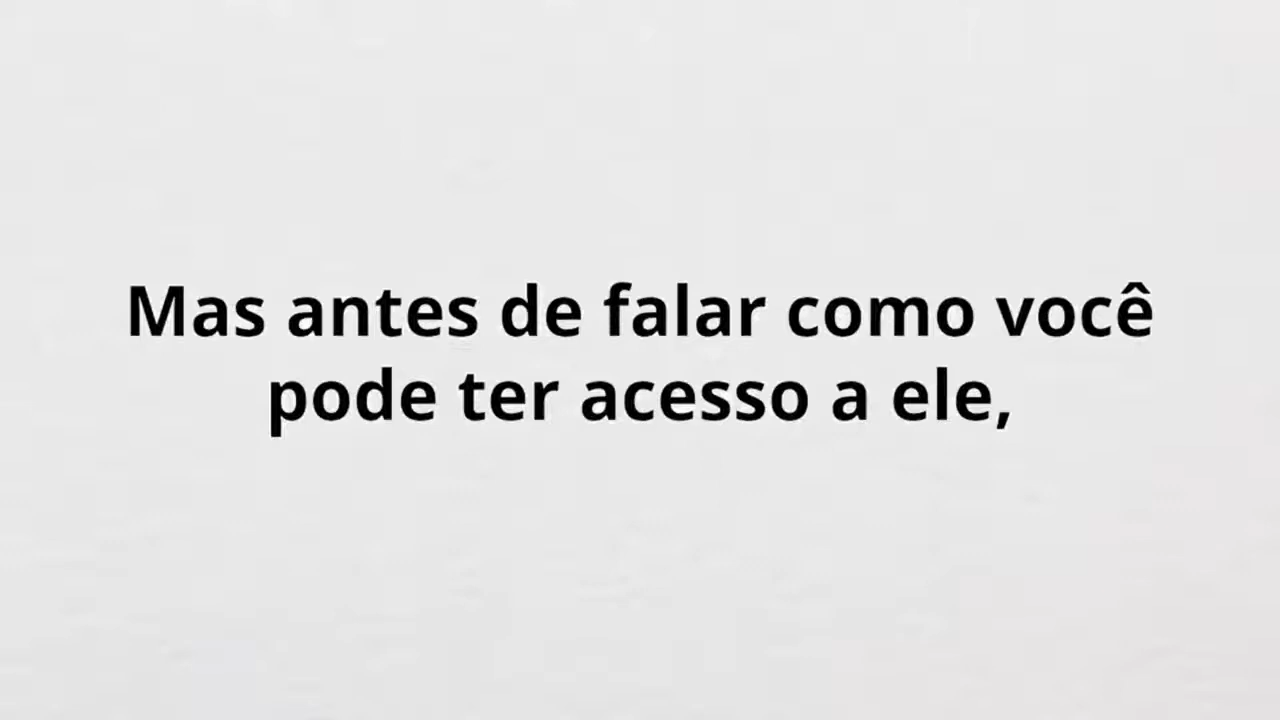 Mas antes de falar como você
pode ter acesso a ele,